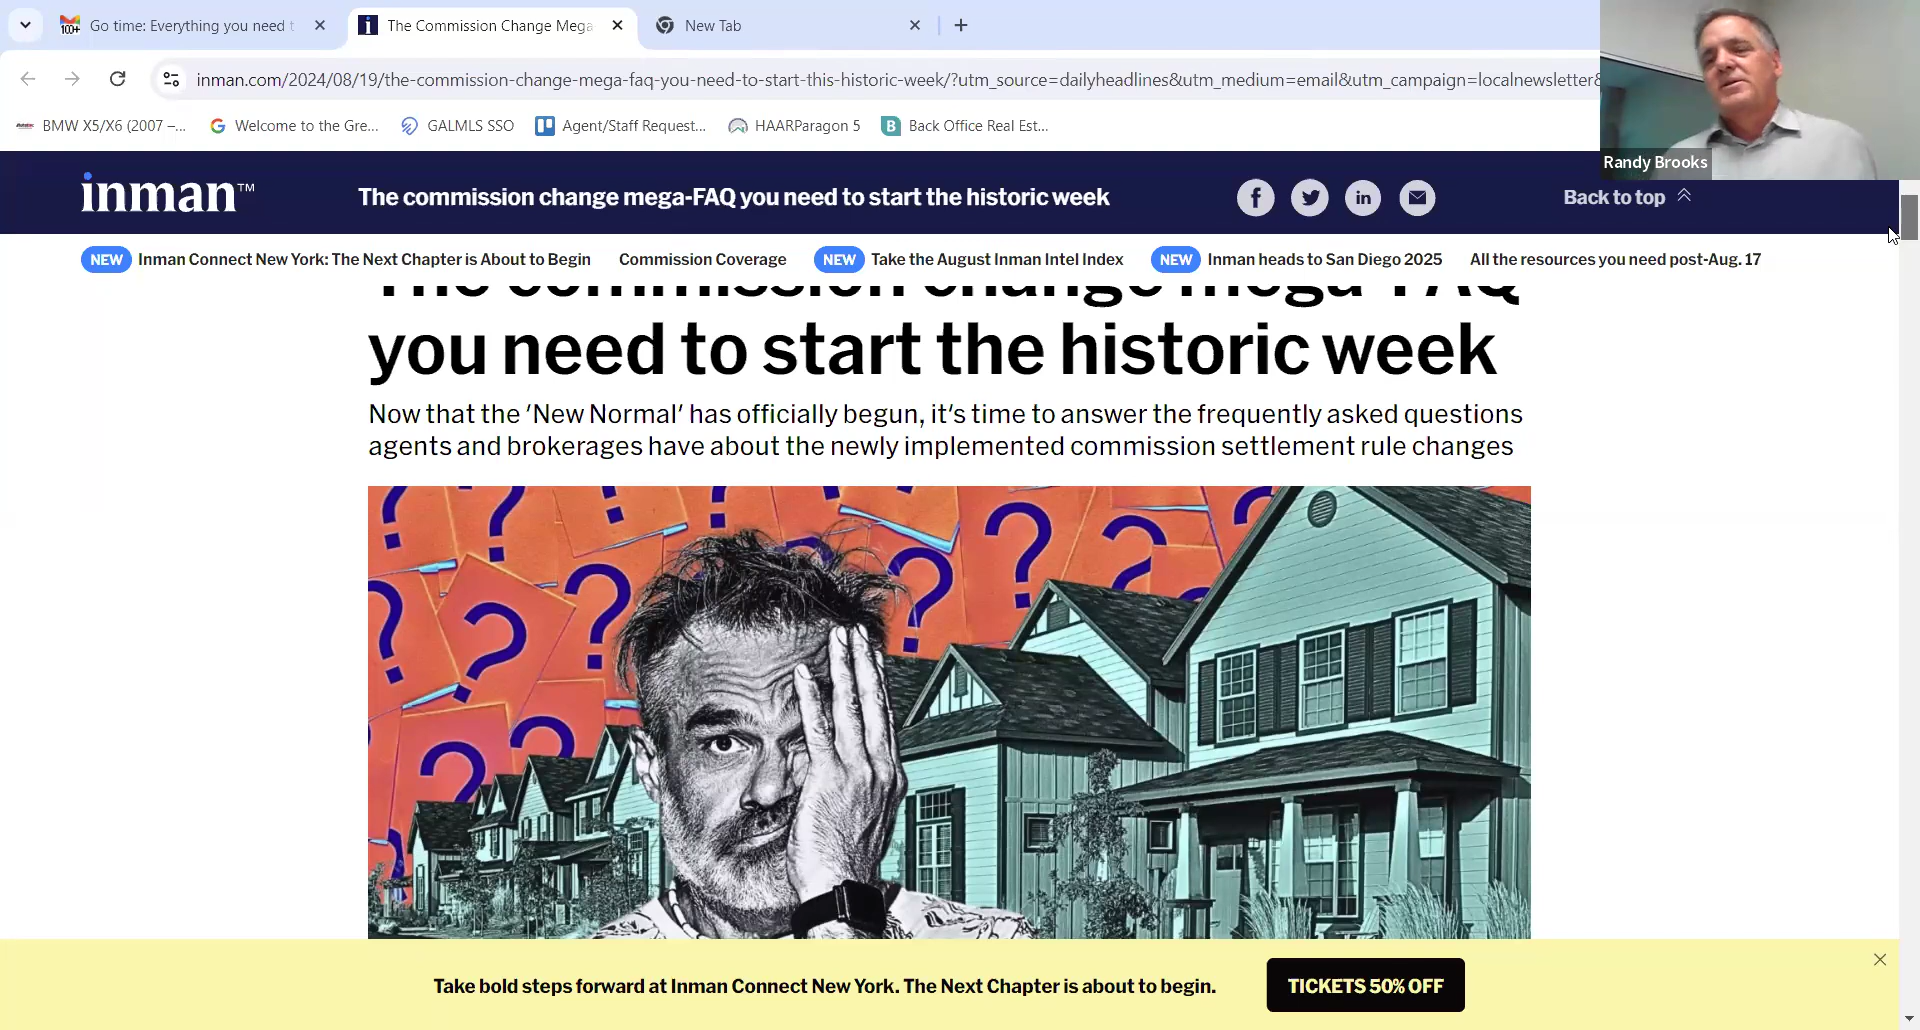 Go time: Everything you need t
The Commission Change Mega
New Tab
inman.com/2024/08/19/the-commission-change-mega-faq-you-need-to-start-this-historic-week/?utm_source=dailyheadlines&utm_medium=email&utm_campaign=localnewsletter&
BMW X5/X6 (2007 –...
Welcome to the Gre...
GALMLS SSO
Agent/Staff Request...
HAARParagon 5
Back Office Real Est...
Randy Brooks
inman™
The commission change mega-FAQ you need to start the historic week
Back to top
NEW Inman Connect New York: The Next Chapter is About to Begin
Commission Coverage
NEW Take the August Inman Intel Index
NEW Inman heads to San Diego 2025
All the resources you need post-Aug. 17
The commission change mega-FAQ
you need to start the historic week
Now that the 'New Normal' has officially begun, it's time to answer the frequently asked questions
agents and brokerages have about the newly implemented commission settlement rule changes
Take bold steps forward at Inman Connect New York. The Next Chapter is about to begin.
TICKETS 50% OFF